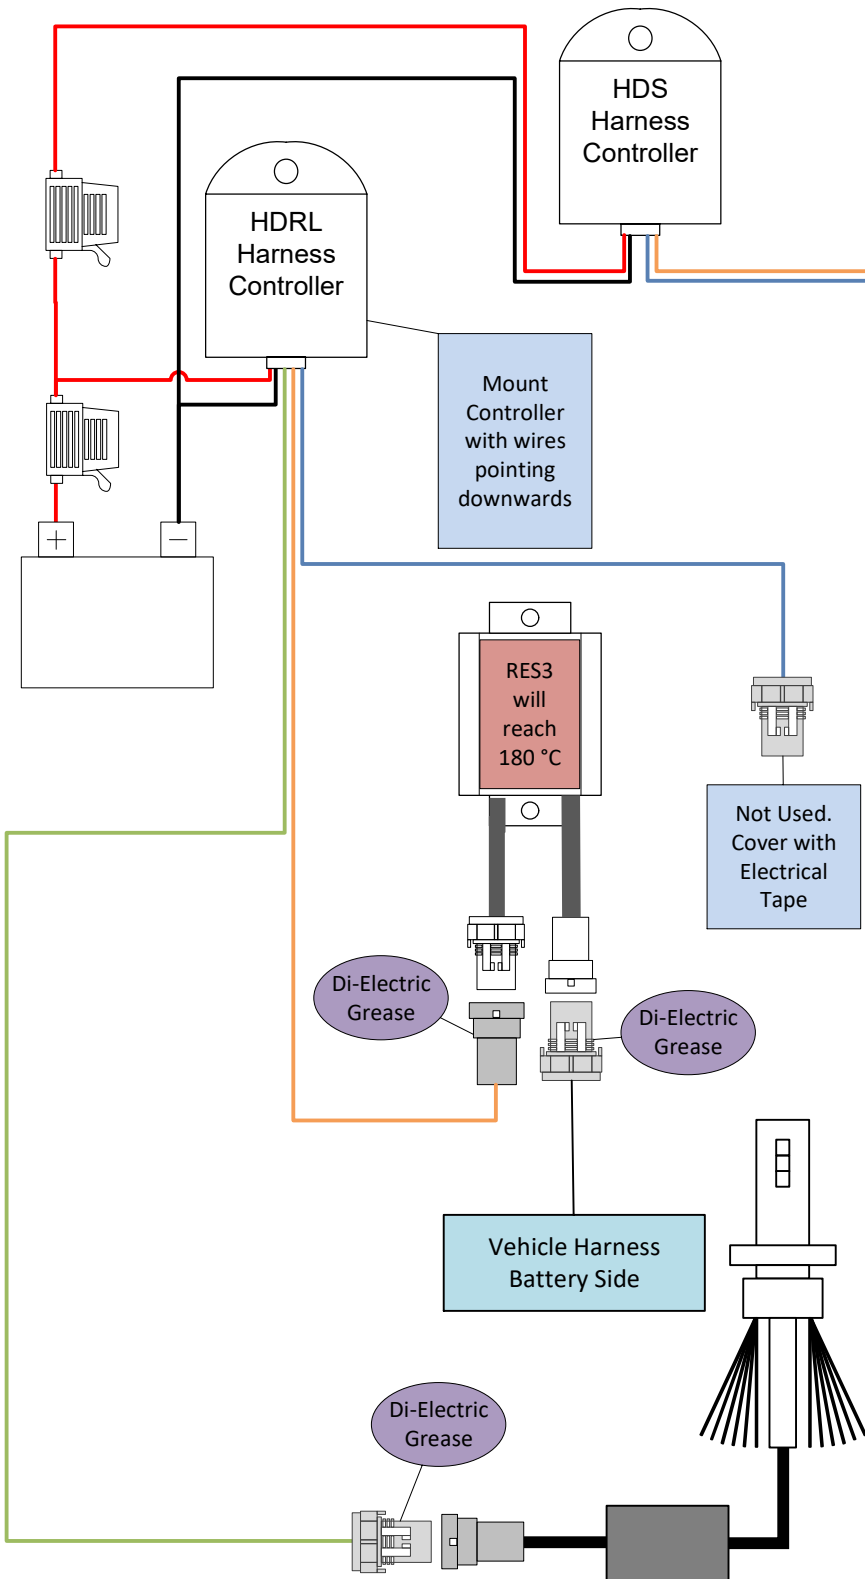 HDS
Harness
Controller
HDRL
Harness
Controller
Mount
Controller
with wires
pointing
downwards
+
−
RES3
will
reach
180 °C
Not Used.
Cover with
Electrical
Tape
Di-Electric
Grease
Di-Electric
Grease
Vehicle Harness
Battery Side
Di-Electric
Grease